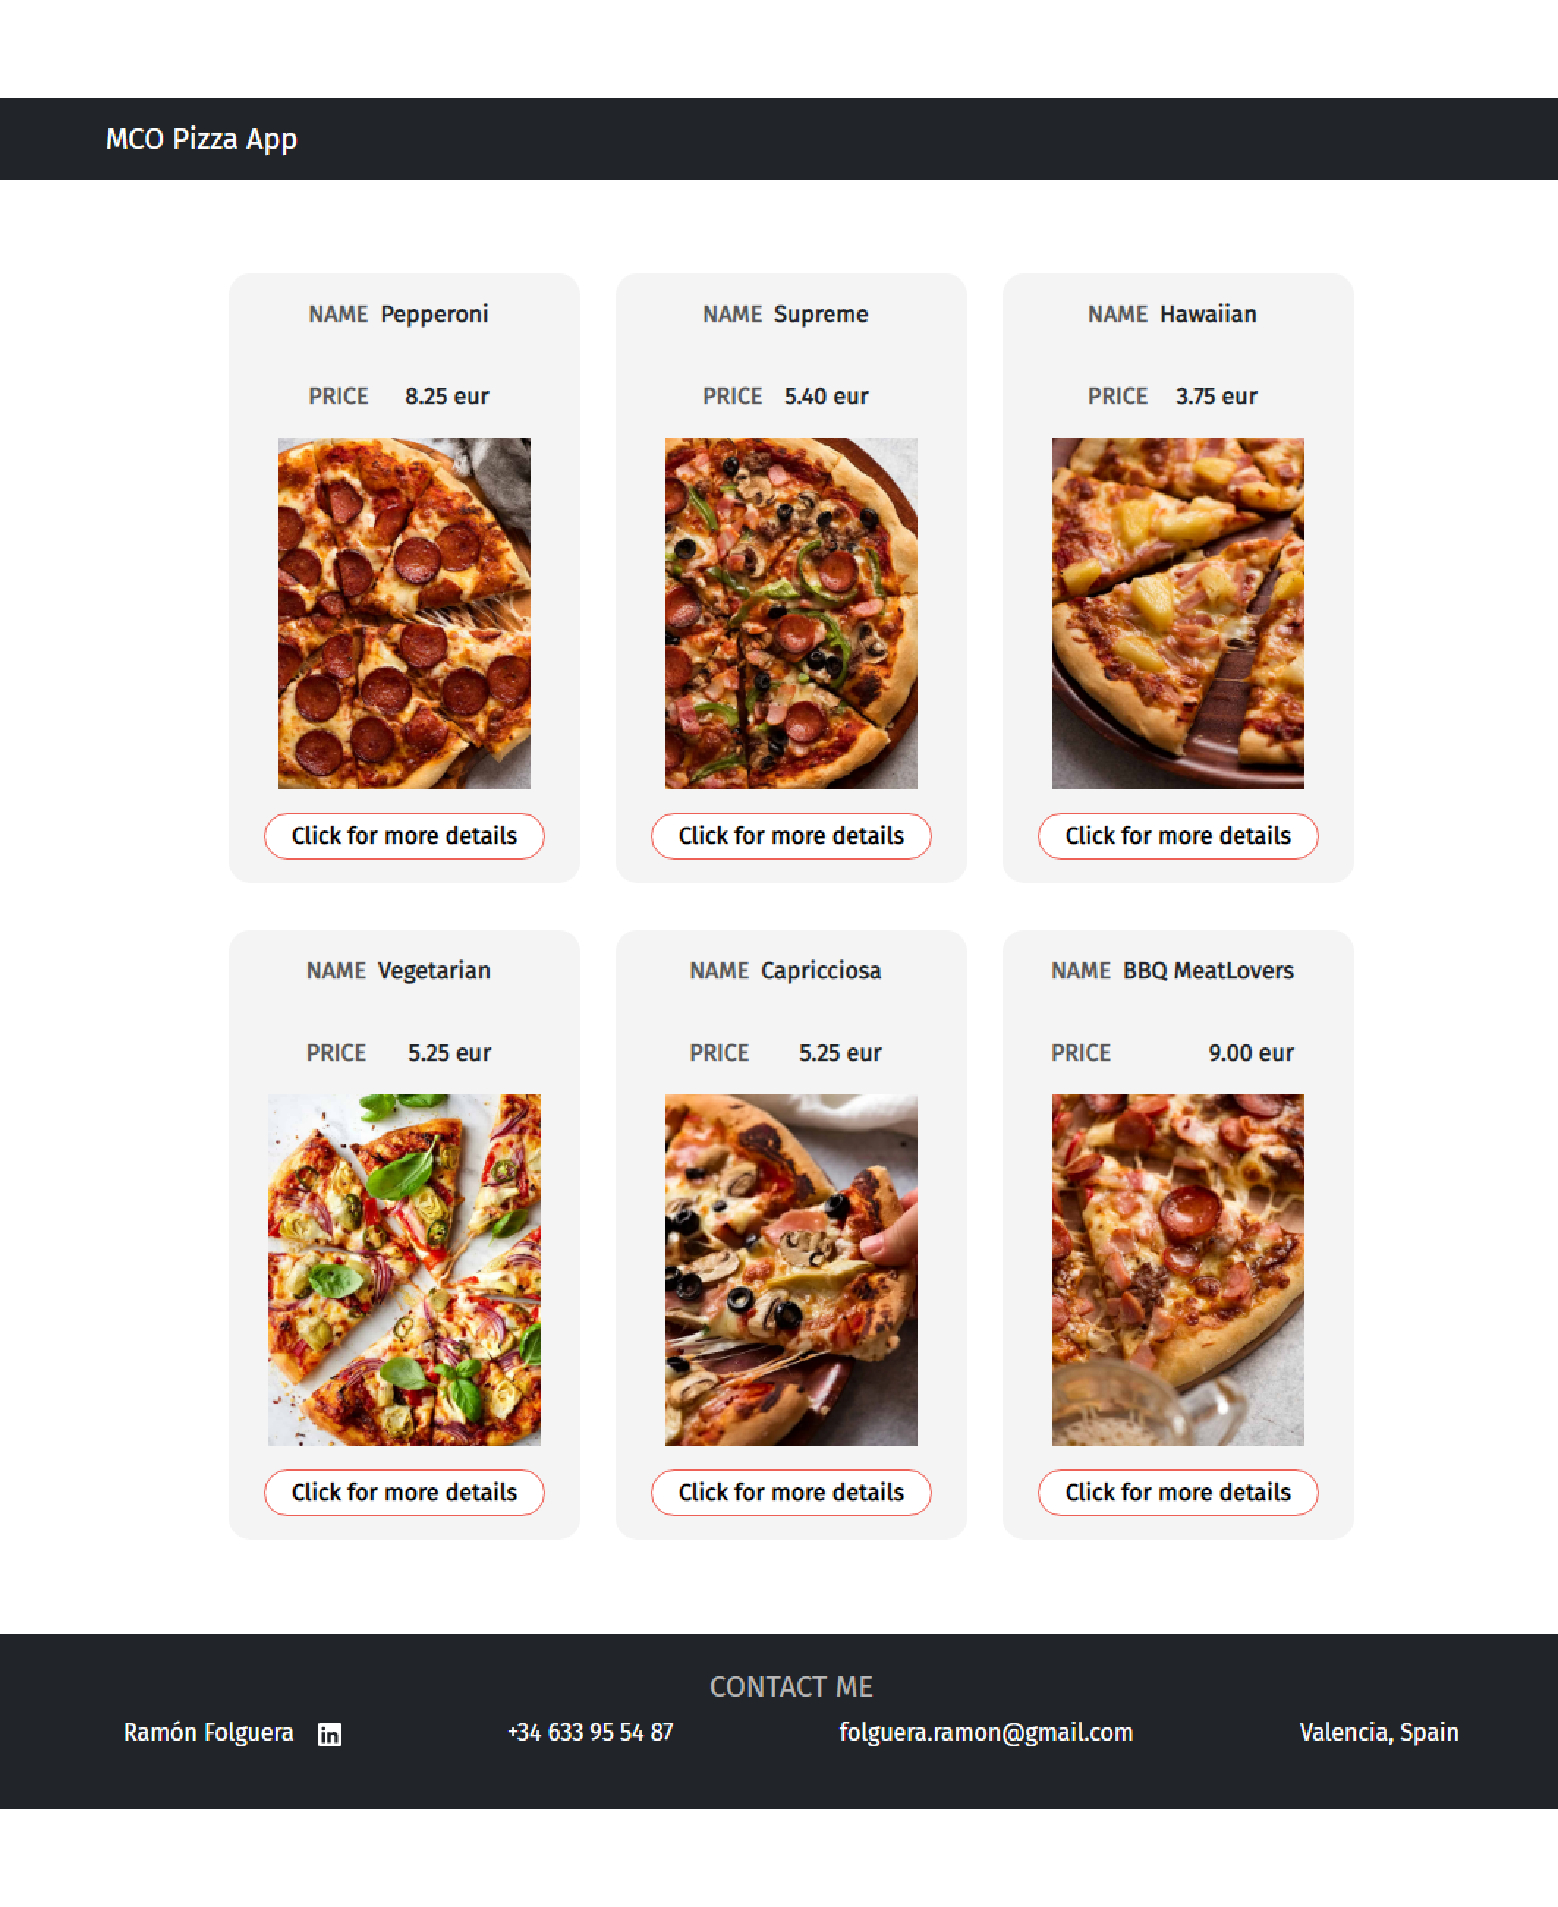 MCO Pizza App
NAME Pepperoni
PRICE 8.25 eur
Click for more details
NAME Supreme
PRICE 5.40 eur
Click for more details
NAME Hawaiian
PRICE 3.75 eur
Click for more details
NAME Vegetarian
PRICE 5.25 eur
Click for more details
NAME Capricciosa
PRICE 5.25 eur
Click for more details
NAME BBQ MeatLovers
PRICE 9.00 eur
Click for more details
CONTACT ME
Ramón Folguera in +34 633 95 54 87 folguera.ramon@gmail.com Valencia, Spain